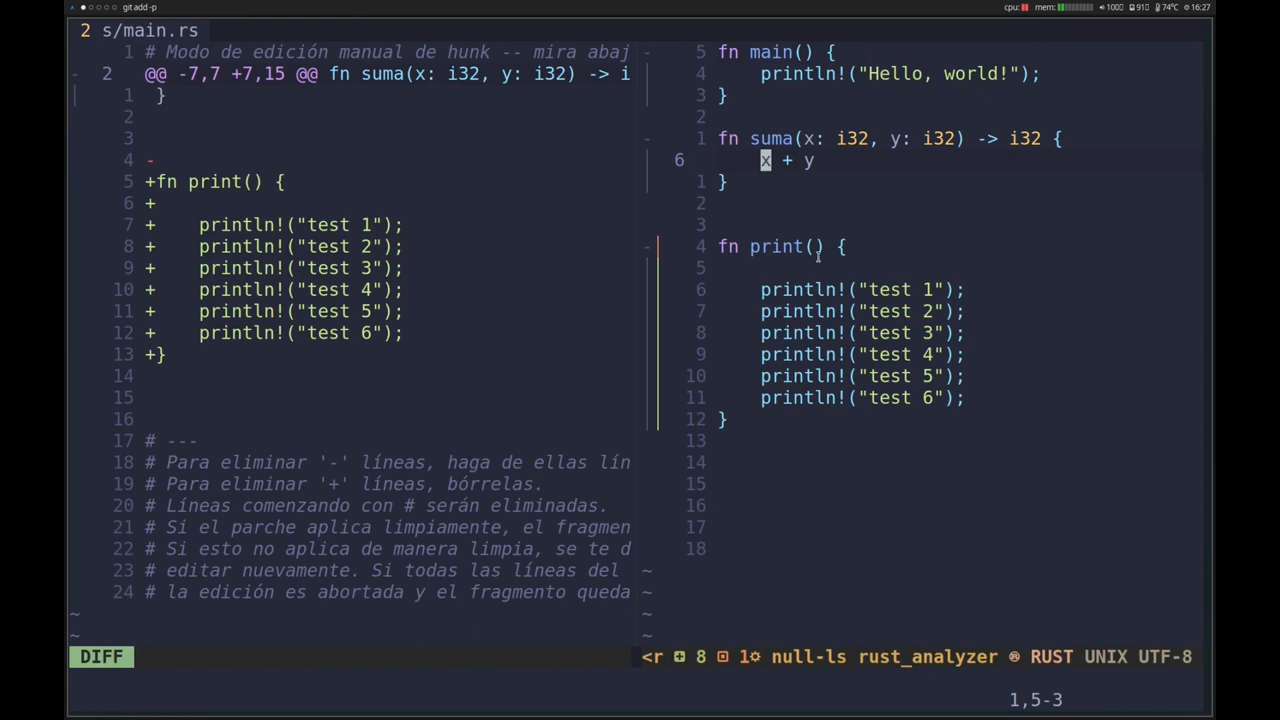 git add -p
cpu: mem: 100 91 74°C 16:27
2 s/main.rs
1 # Modo de edición manual de hunk -- mira abaj
- 2 @@ -7,7 +7,15 @@ fn suma(x: i32, y: i32) -> i
1 }
2
3
4 -
5 +fn print() {
6 +
7 + println!("test 1");
8 + println!("test 2");
9 + println!("test 3");
10 + println!("test 4");
11 + println!("test 5");
12 + println!("test 6");
13 +}
14
15
16
17 # ---
18 # Para eliminar '-' líneas, haga de ellas lín
19 # Para eliminar '+' líneas, bórrelas.
20 # Líneas comenzando con # serán eliminadas.
21 # Si el parche aplica limpiamente, el fragmen
22 # Si esto no aplica de manera limpia, se te d
23 # editar nuevamente. Si todas las líneas del
24 # la edición es abortada y el fragmento queda
~
~
DIFF
- 5 fn main() {
4 println!("Hello, world!");
3 }
2
- 1 fn suma(x: i32, y: i32) -> i32 {
6 x + y
1 }
2
3
- 4 fn print() {
5
6 println!("test 1");
7 println!("test 2");
8 println!("test 3");
9 println!("test 4");
10 println!("test 5");
11 println!("test 6");
12 }
13
14
15
16
17
18
~
~
~
~
<r 8 1 null-ls rust_analyzer ® RUST UNIX UTF-8
1,5-3